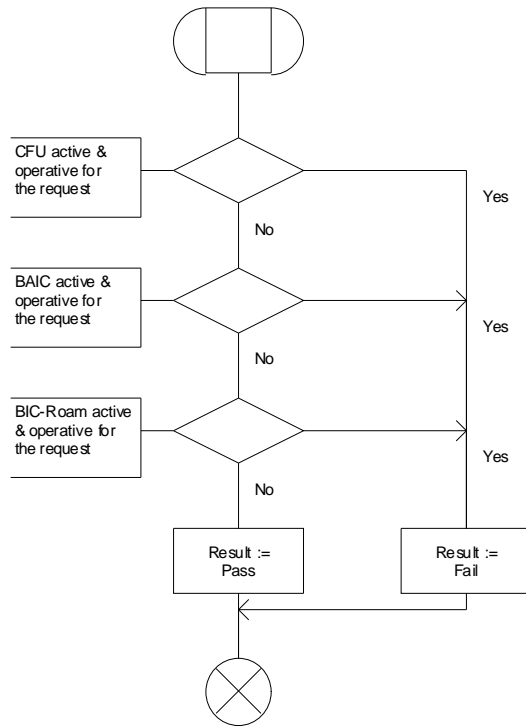 CFU active &
operative for
the request
Yes
No
BAIC active &
operative for
the request
Yes
No
BIC-Roam active
& operative for
the request
Yes
No
Result :=
Pass
Result :=
Fail